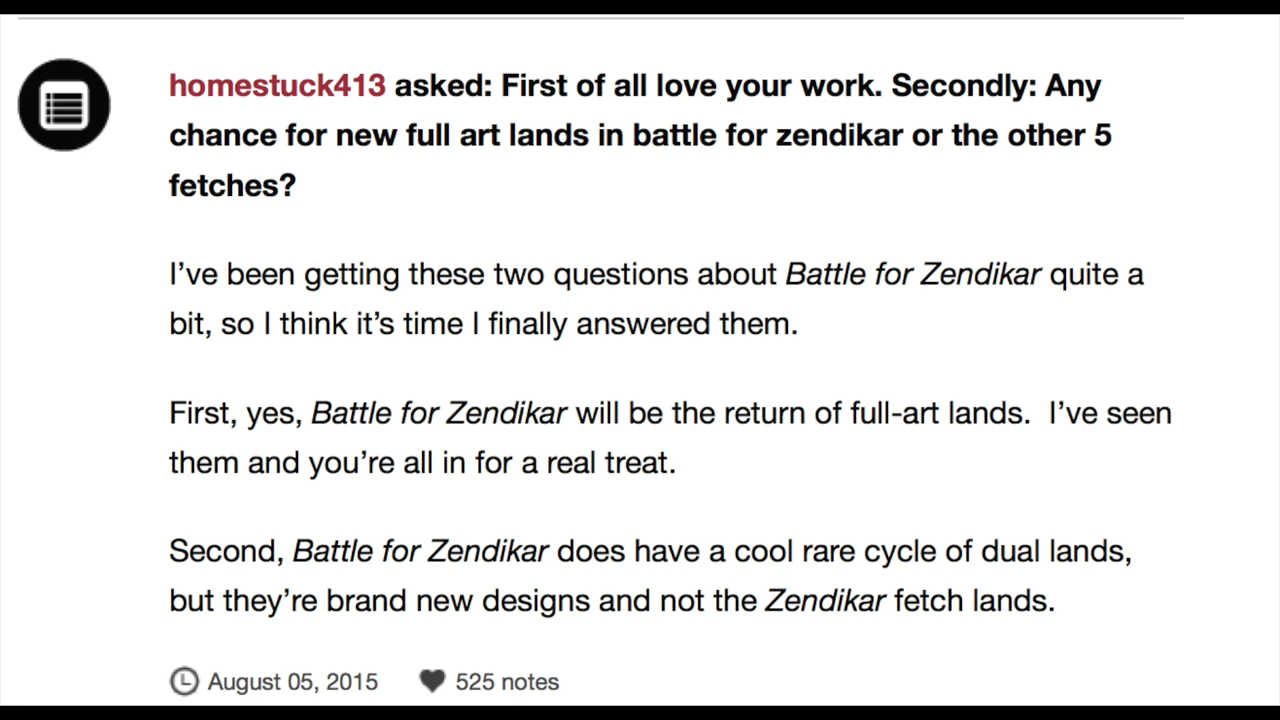 homestuck413 asked: First of all love your work. Secondly: Any
chance for new full art lands in battle for zendikar or the other 5
fetches?
I’ve been getting these two questions about Battle for Zendikar quite a
bit, so I think it’s time I finally answered them.
First, yes, Battle for Zendikar will be the return of full-art lands.  I’ve seen
them and you’re all in for a real treat.
Second, Battle for Zendikar does have a cool rare cycle of dual lands,
but they’re brand new designs and not the Zendikar fetch lands.
August 05, 2015 525 notes